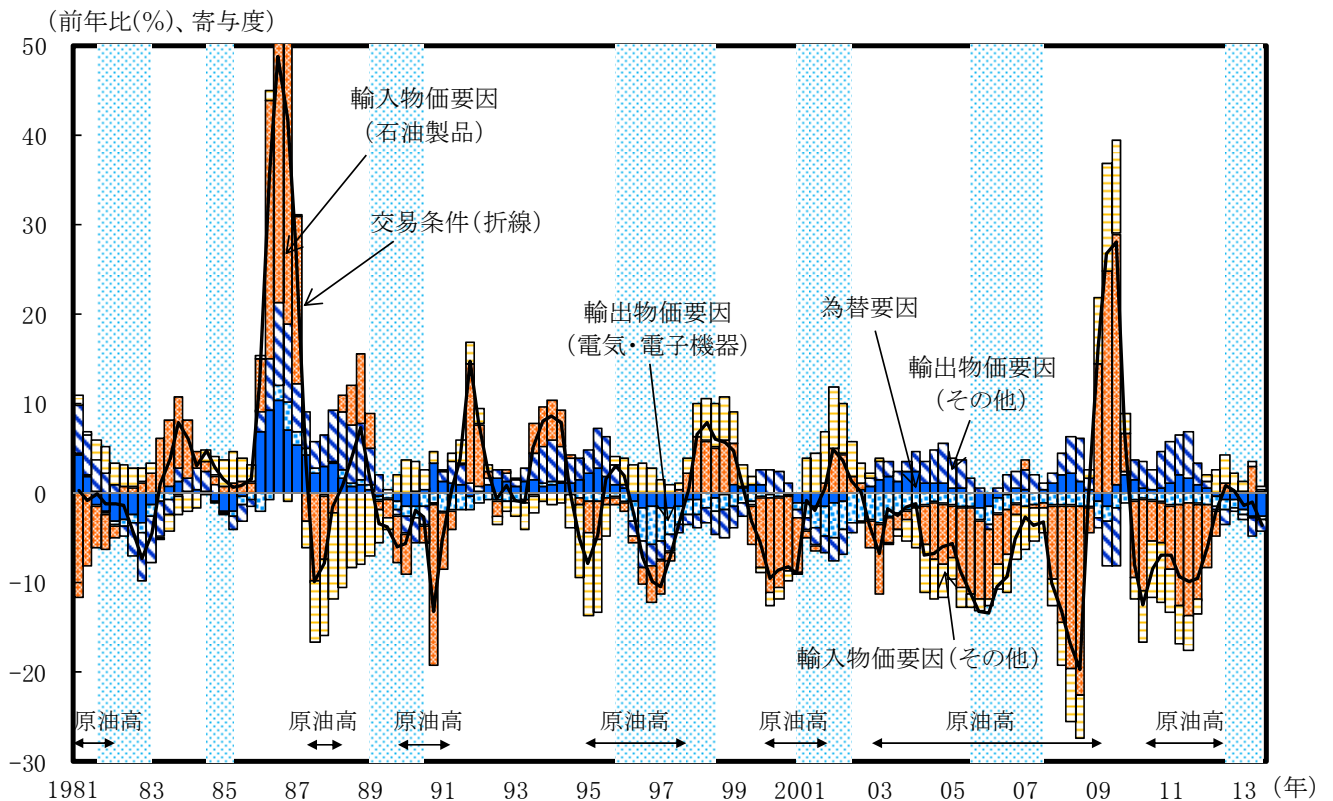 （前年比(%)、寄与度）
50
40
30
20
10
0
-10
-20
-30
輸入物価要因
（石油製品）
交易条件（折線）
輸出物価要因
（電気・電子機器）
為替要因
輸出物価要因
（その他）
輸入物価要因（その他）
原油高 原油高 原油高 原油高 原油高 原油高 原油高
1981 83 85 87 89 91 93 95 97 99 2001 03 05 07 09 11 13 （年）